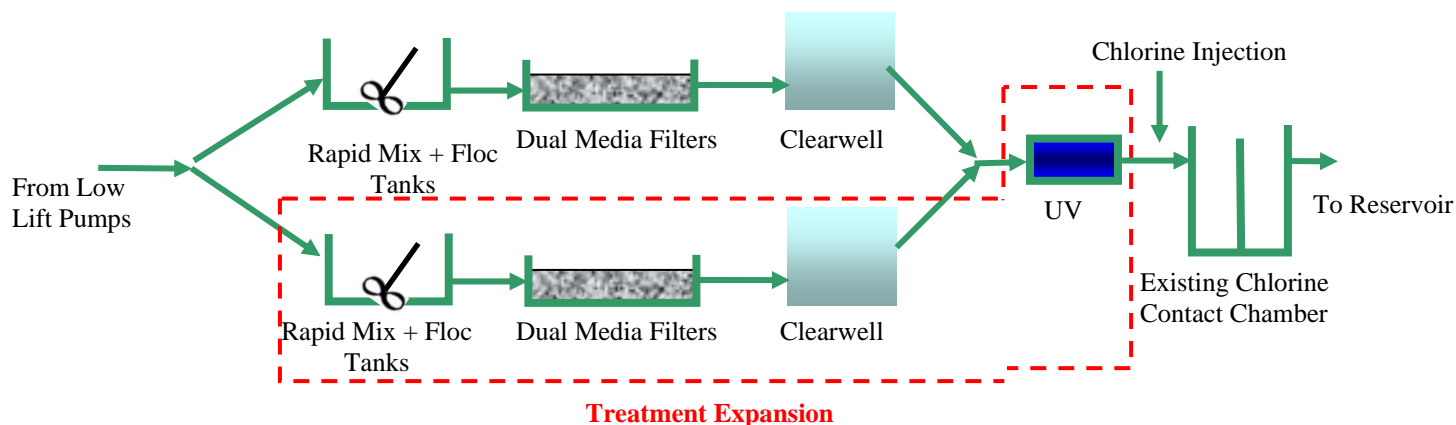 Chlorine Injection
Rapid Mix + Floc
Tanks
Dual Media Filters
Clearwell
From Low
Lift Pumps
UV
To Reservoir
Existing Chlorine
Contact Chamber
Rapid Mix + Floc
Tanks
Dual Media Filters
Clearwell
Treatment Expansion